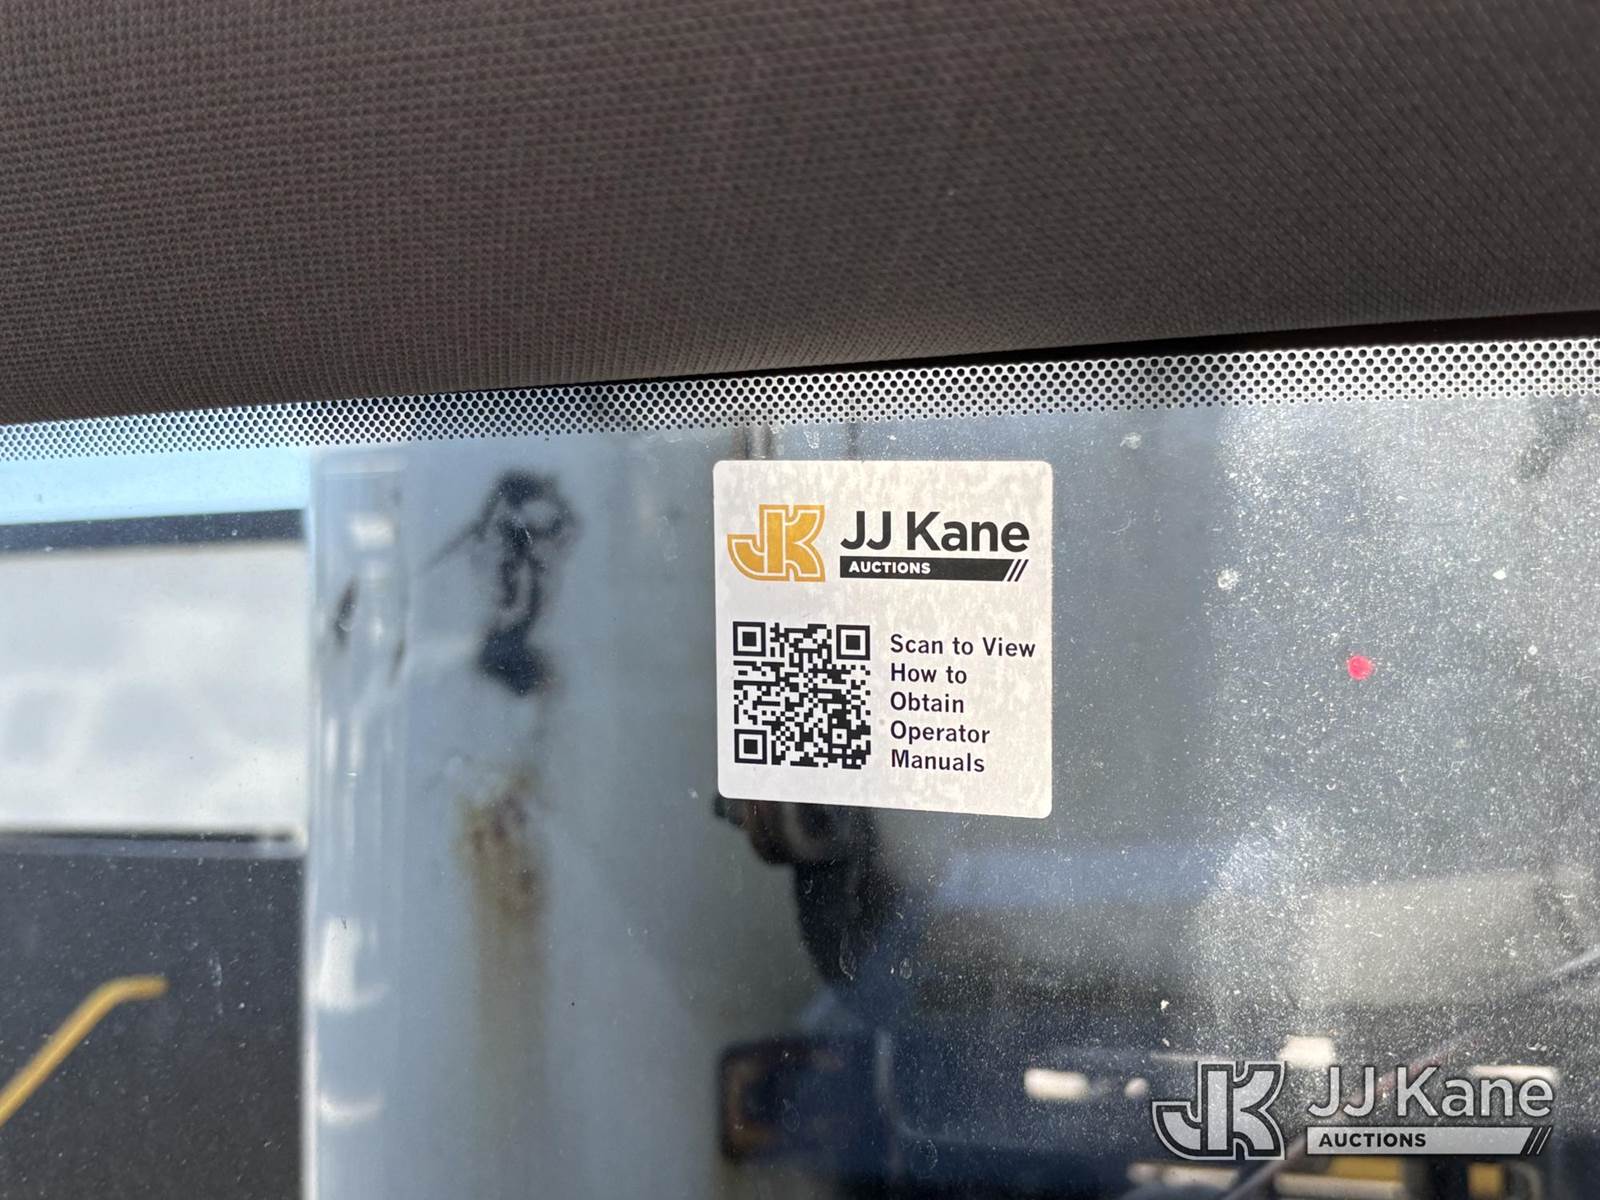 JK JJ Kane
AUCTIONS
Scan to View
How to
Obtain
Operator
Manuals
JK JJ Kane
AUCTIONS